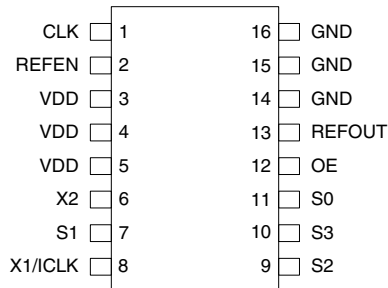 CLK 1 16 GND
REFEN 2 15 GND
VDD 3 14 GND
VDD 4 13 REFOUT
VDD 5 12 OE
X2 6 11 S0
S1 7 10 S3
X1/ICLK 8 9 S2